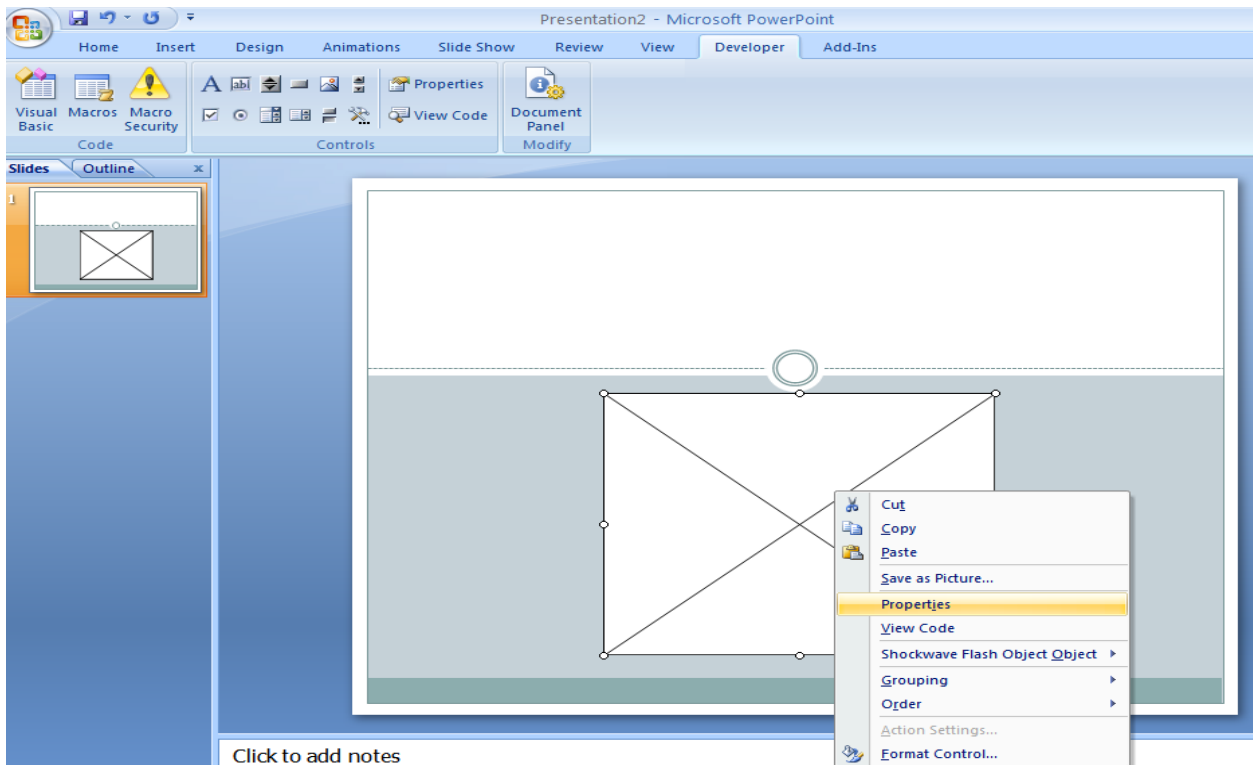 Presentation2 - Microsoft PowerPoint
Home Insert Design Animations Slide Show Review View Developer Add-Ins
Visual Basic
Macros
Macro Security
Code
A
abl
Properties
View Code
Controls
Document Panel
Modify
Slides Outline x
1
Cut
Copy
Paste
Save as Picture...
Properties
View Code
Shockwave Flash Object Object
Grouping
Order
Action Settings...
Format Control...
Click to add notes